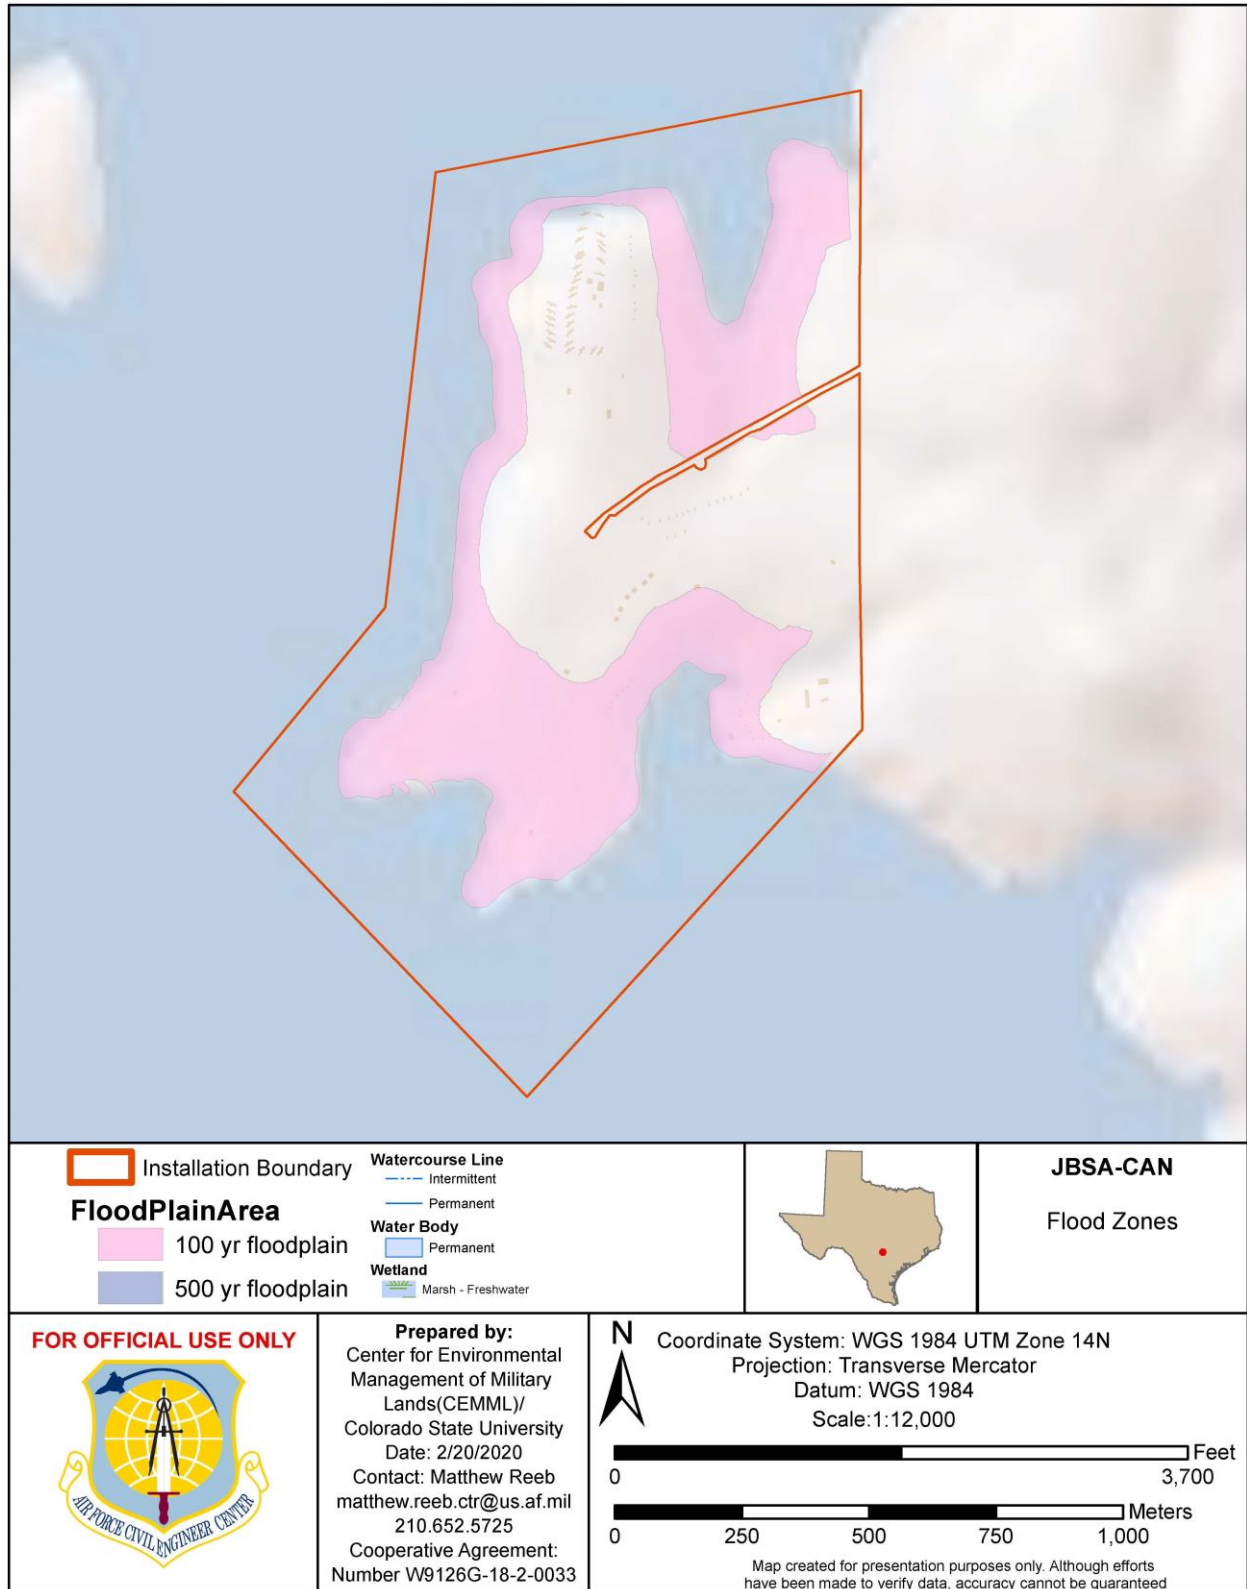 Installation Boundary
FloodPlainArea
100 yr floodplain
500 yr floodplain
Watercourse Line
Intermittent
Permanent
Water Body
Permanent
Wetland
Marsh - Freshwater
JBSA-CAN
Flood Zones
FOR OFFICIAL USE ONLY
AIR FORCE CIVIL ENGINEER CENTER
Prepared by:
Center for Environmental
Management of Military
Lands(CEMML)/
Colorado State University
Date: 2/20/2020
Contact: Matthew Reeb
matthew.reeb.ctr@us.af.mil
210.652.5725
Cooperative Agreement:
Number W9126G-18-2-0033
N
Coordinate System: WGS 1984 UTM Zone 14N
Projection: Transverse Mercator
Datum: WGS 1984
Scale:1:12,000
Feet
0 3,700
Meters
0 250 500 750 1,000
Map created for presentation purposes only. Although efforts
have been made to verify data, accuracy cannot be guaranteed